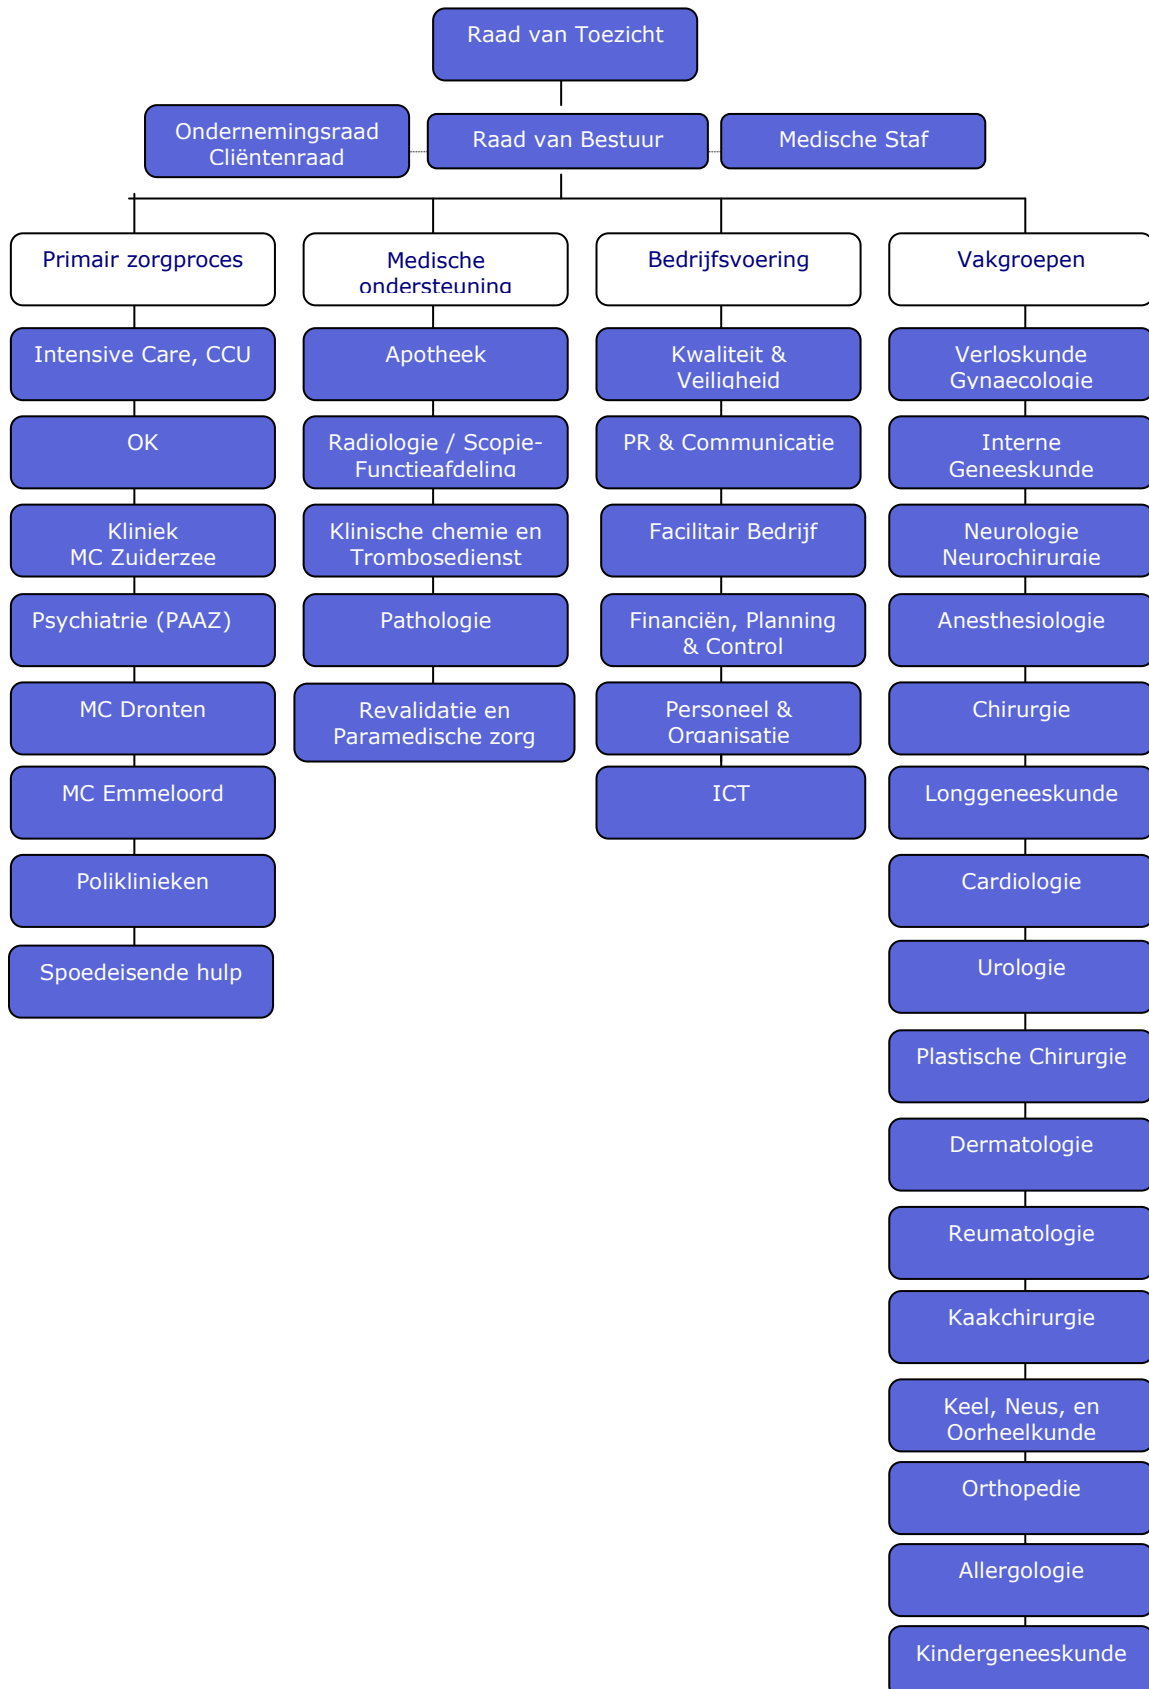 Raad van Toezicht
Ondernemingsraad
Cliëntenraad
Raad van Bestuur
Medische Staf
Primair zorgproces
Medische
ondersteuning
Bedrijfsvoering
Vakgroepen
Intensive Care, CCU
Apotheek
Kwaliteit &
Veiligheid
Verloskunde
Gynaecologie
OK
Radiologie / Scopie-
Functieafdeling
PR & Communicatie
Interne
Geneeskunde
Kliniek
MC Zuiderzee
Klinische chemie en
Trombosedienst
Facilitair Bedrijf
Neurologie
Neurochirurgie
Psychiatrie (PAAZ)
Pathologie
Financiën, Planning
& Control
Anesthesiologie
MC Dronten
Revalidatie en
Paramedische zorg
Personeel &
Organisatie
Chirurgie
MC Emmeloord
ICT
Longgeneeskunde
Poliklinieken
Cardiologie
Spoedeisende hulp
Urologie
Plastische Chirurgie
Dermatologie
Reumatologie
Kaakchirurgie
Keel, Neus, en
Oorheelkunde
Orthopedie
Allergologie
Kindergeneeskunde